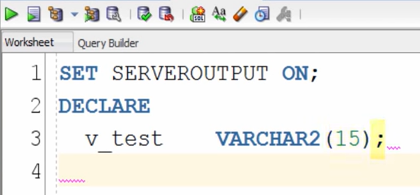 Worksheet Query Builder
1 SET SERVEROUTPUT ON;
2 DECLARE
3 v_test VARCHAR2(15);
4